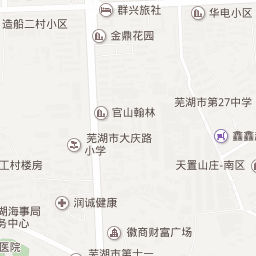 群兴旅社
华电小区
造船二村小区
金鼎花园
芜湖市第27中学
官山翰林
鑫鑫
芜湖市大庆路
小学
工村楼房
天置山庄-南区
润诚健康
湖海事局
务中心
徽商财富广场
医院
芜湖市第十一